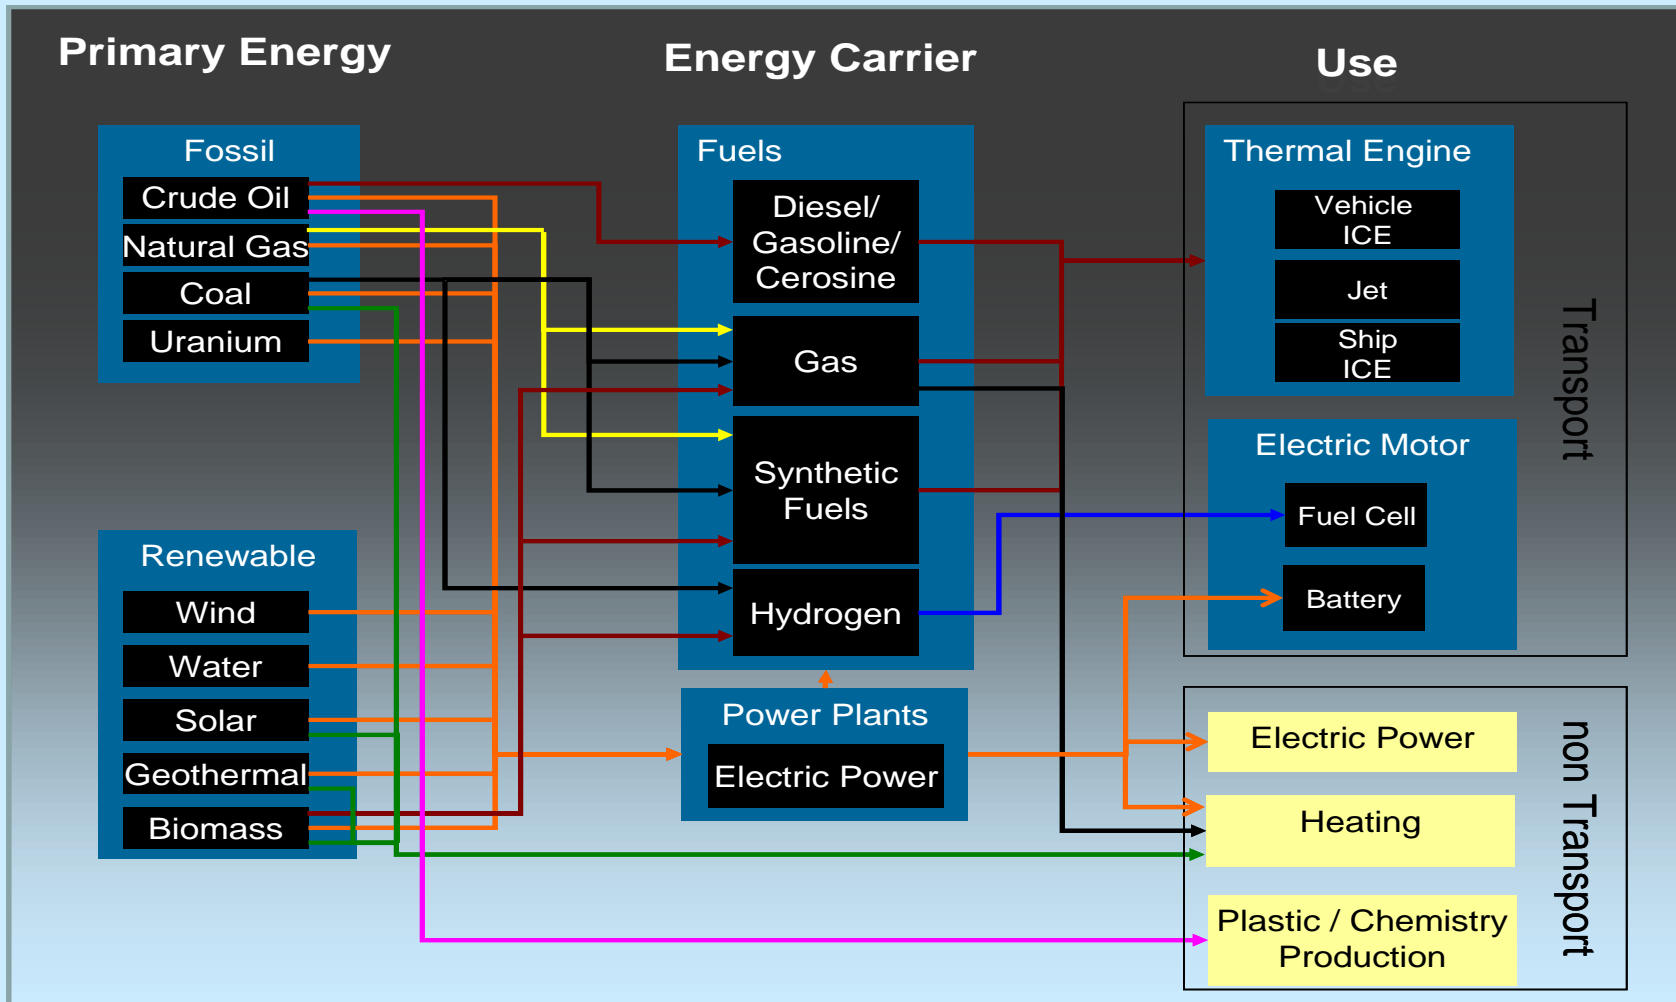 Primary Energy
Energy Carrier
Use
Fossil
Crude Oil
Natural Gas
Coal
Uranium
Renewable
Wind
Water
Solar
Geothermal
Biomass
Fuels
Diesel/
Gasoline/
Cerosine
Gas
Synthetic
Fuels
Hydrogen
Power Plants
Electric Power
Thermal Engine
Vehicle
ICE
Jet
Ship
ICE
Electric Motor
Fuel Cell
Battery
Transport
Electric Power
Heating
Plastic / Chemistry
Production
non Transport